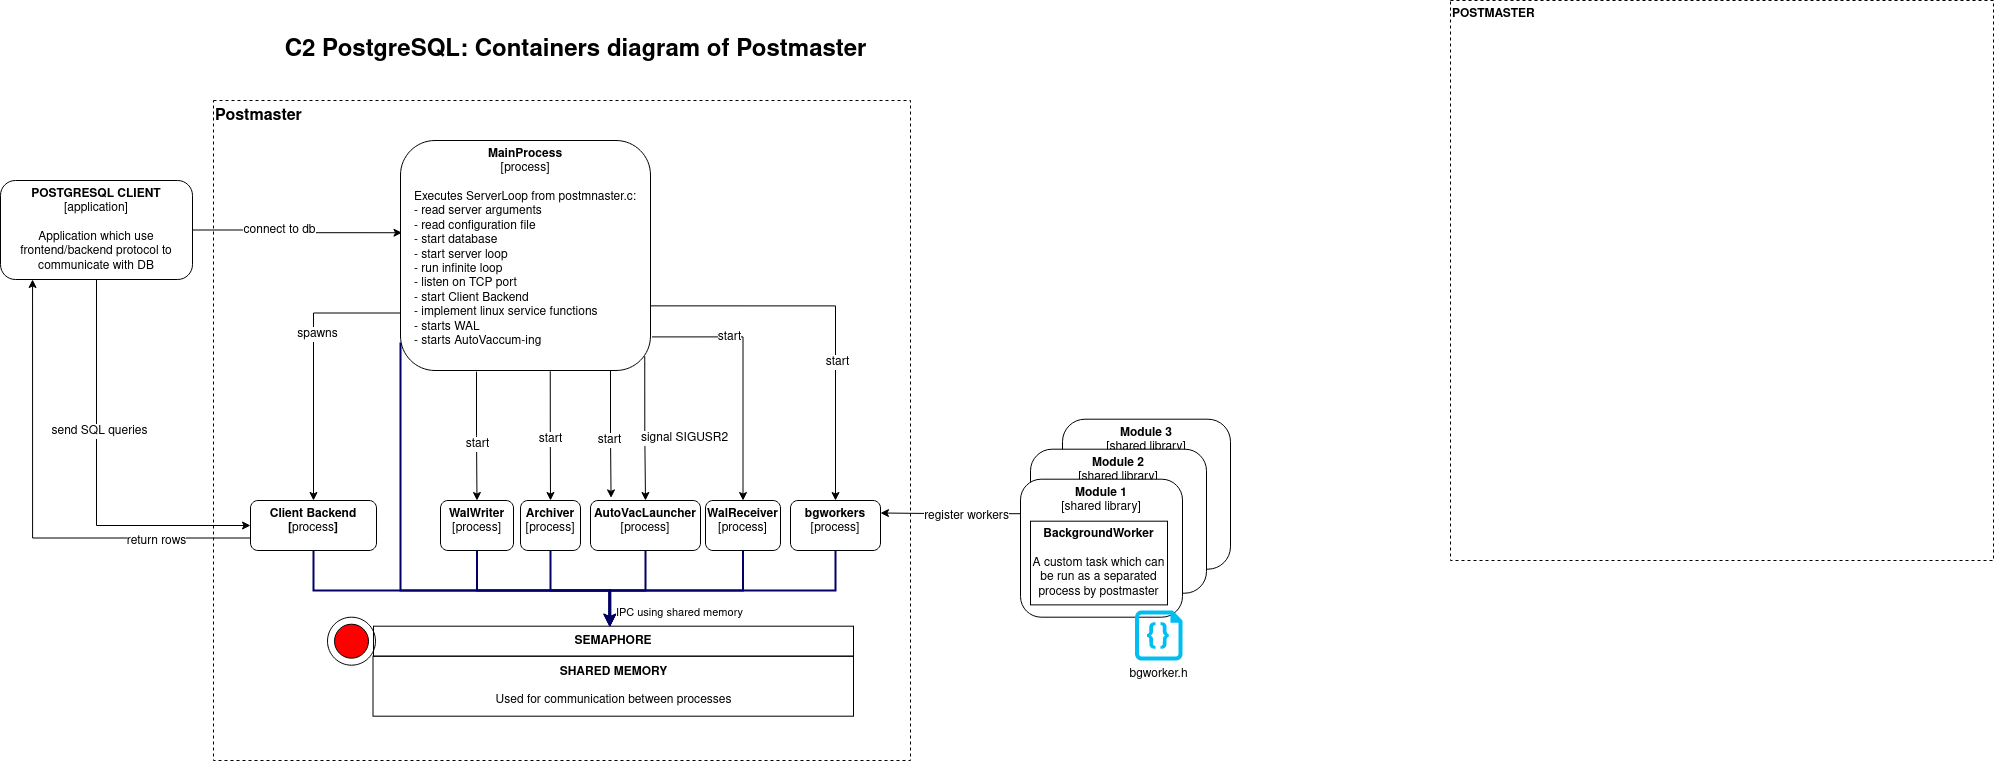 C2 PostgreSQL: Containers diagram of Postmaster
POSTMASTER
Postmaster
MainProcess
[process]
Executes ServerLoop from postmnaster.c:
- read server arguments
- read configuration file
- start database
- start server loop
- run infinite loop
- listen on TCP port
- start Client Backend
- implement linux service functions
- starts WAL
- starts AutoVaccum-ing
POSTGRESQL CLIENT
[application]
Application which use
frontend/backend protocol to
communicate with DB
connect to db
spawns
start
start
send SQL queries
start
start
start
signal SIGUSR2
Client Backend
[process]
WalWriter
[process]
Archiver
[process]
AutoVacLauncher
[process]
WalReceiver
[process]
bgworkers
[process]
return rows
register workers
Module 3
[shared library]
Module 2
[shared library]
Module 1
[shared library]
BackgroundWorker
A custom task which can
be run as a separated
process by postmaster
{}
bgworker.h
IPC using shared memory
SEMAPHORE
SHARED MEMORY
Used for communication between processes